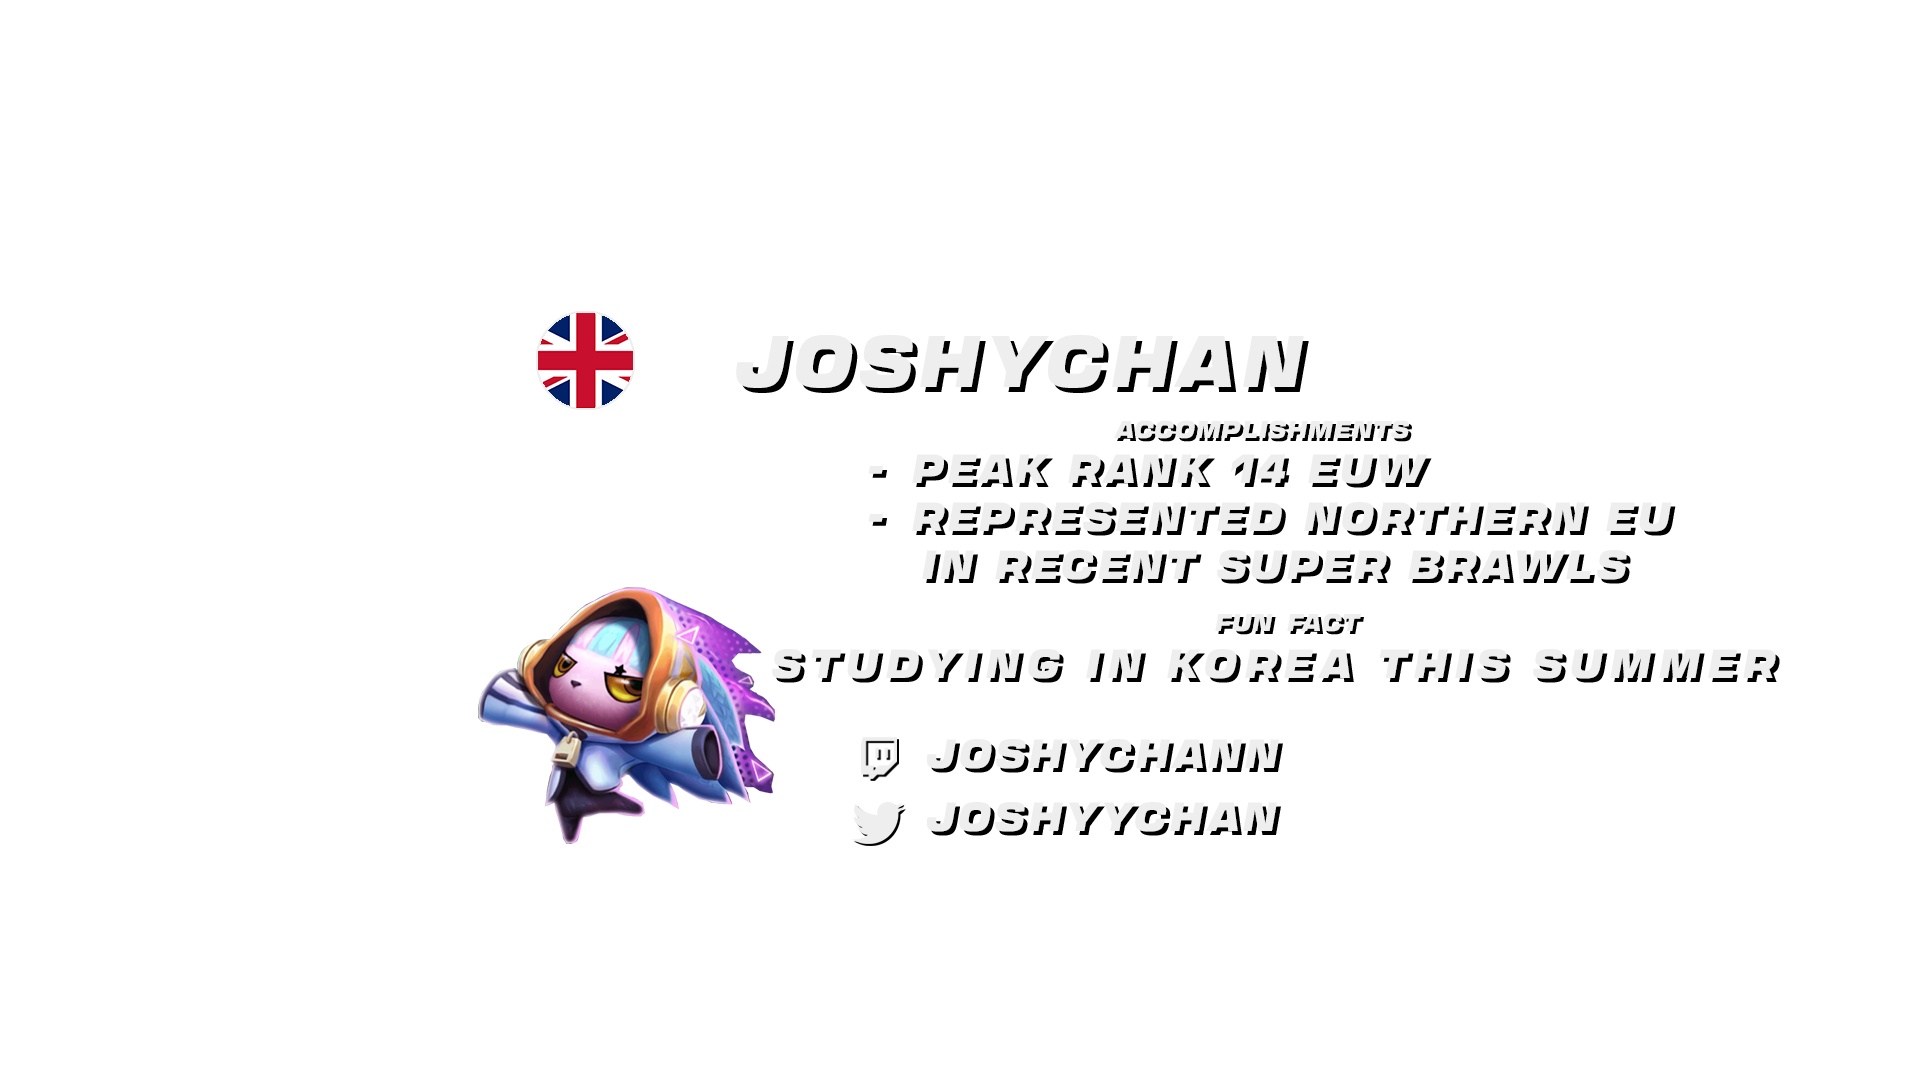 JOSHYCHAN
ACCOMPLISHMENTS
- PEAK RANK 14 EUW
- REPRESENTED NORTHERN EU
IN RECENT SUPER BRAWLS
FUN FACT
STUDYING IN KOREA THIS SUMMER
JOSHYCHANN
JOSHYYCHAN